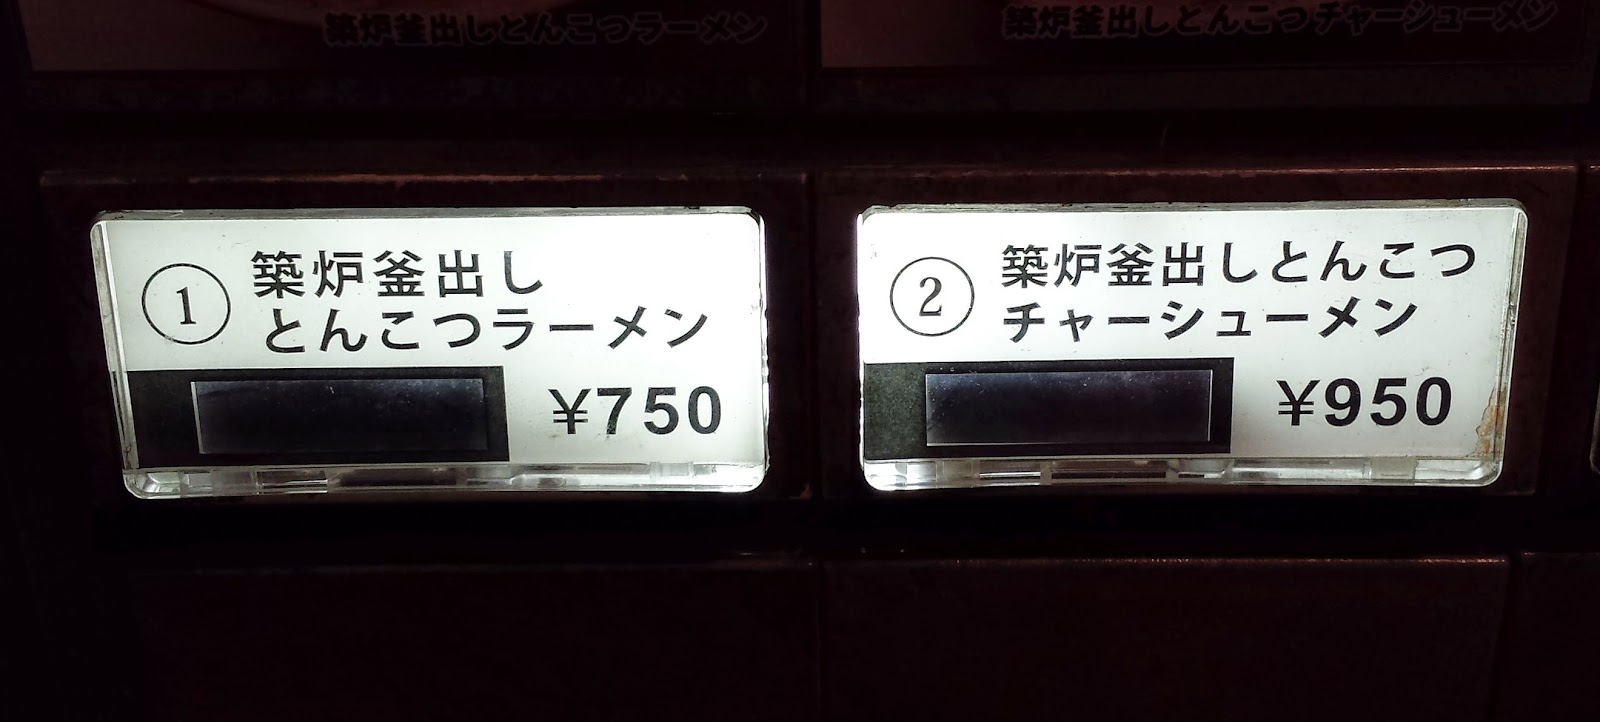 築炉釜出しとんこつラーメン
築炉釜出しとんこつチャーシューメン
① 築炉釜出し
とんこつラーメン
¥750
② 築炉釜出しとんこつ
チャーシューメン
¥950